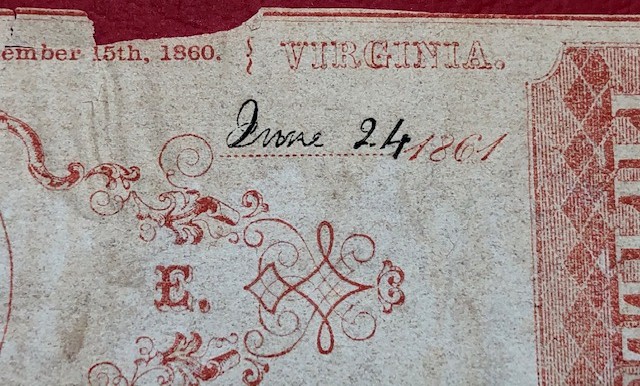 ember 15th, 1860. VIRGINIA.
June 24 1861
E.